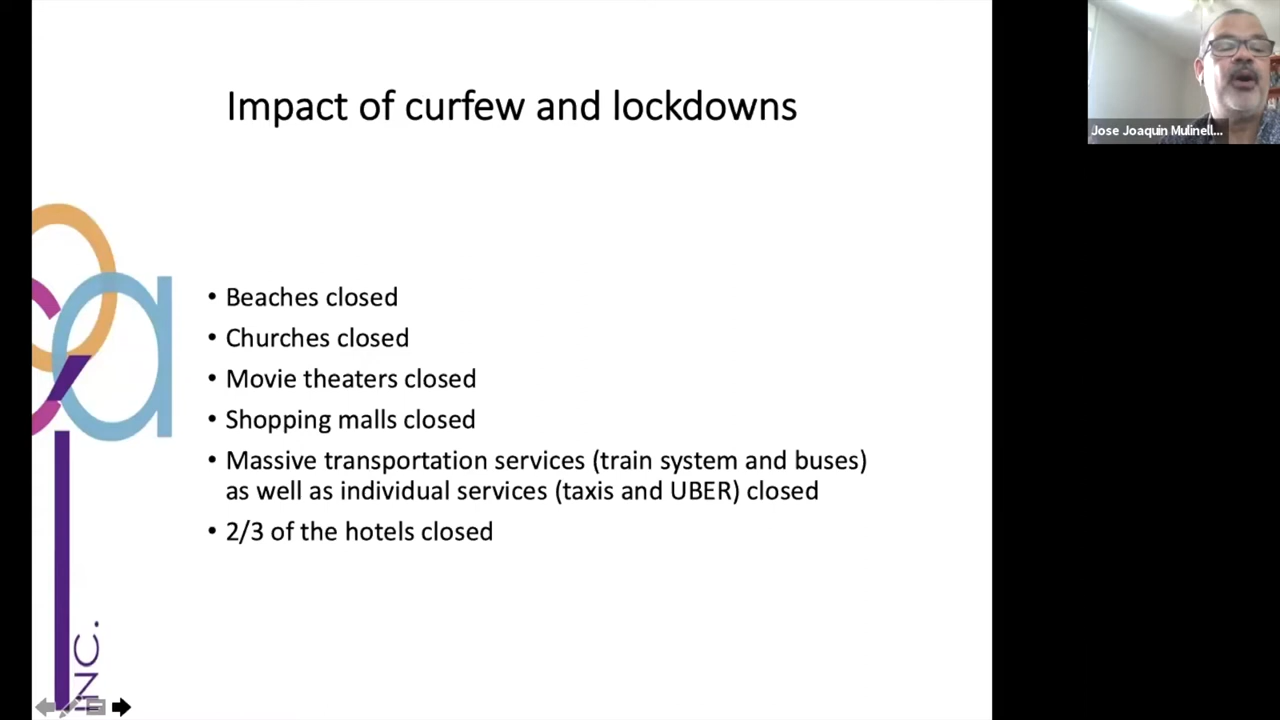 Impact of curfew and lockdowns
Jose Joaquin Mulinell...
• Beaches closed
• Churches closed
• Movie theaters closed
• Shopping malls closed
• Massive transportation services (train system and buses)
as well as individual services (taxis and UBER) closed
• 2/3 of the hotels closed
INC.